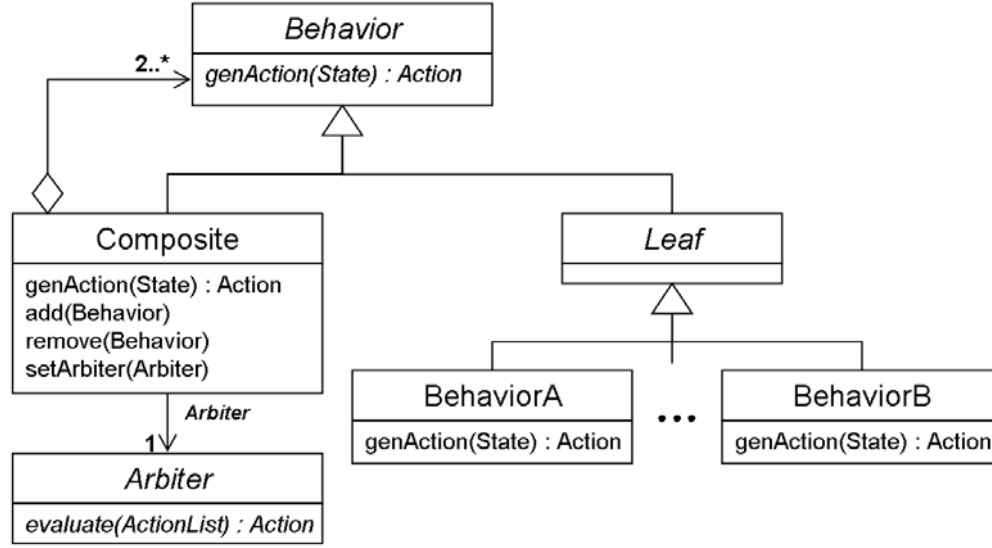 Behavior
genAction(State) : Action
2..*
Composite
genAction(State) : Action
add(Behavior)
remove(Behavior)
setArbiter(Arbiter)
Leaf
Arbiter
1
Arbiter
evaluate(ActionList) : Action
BehaviorA
genAction(State) : Action
...
BehaviorB
genAction(State) : Action